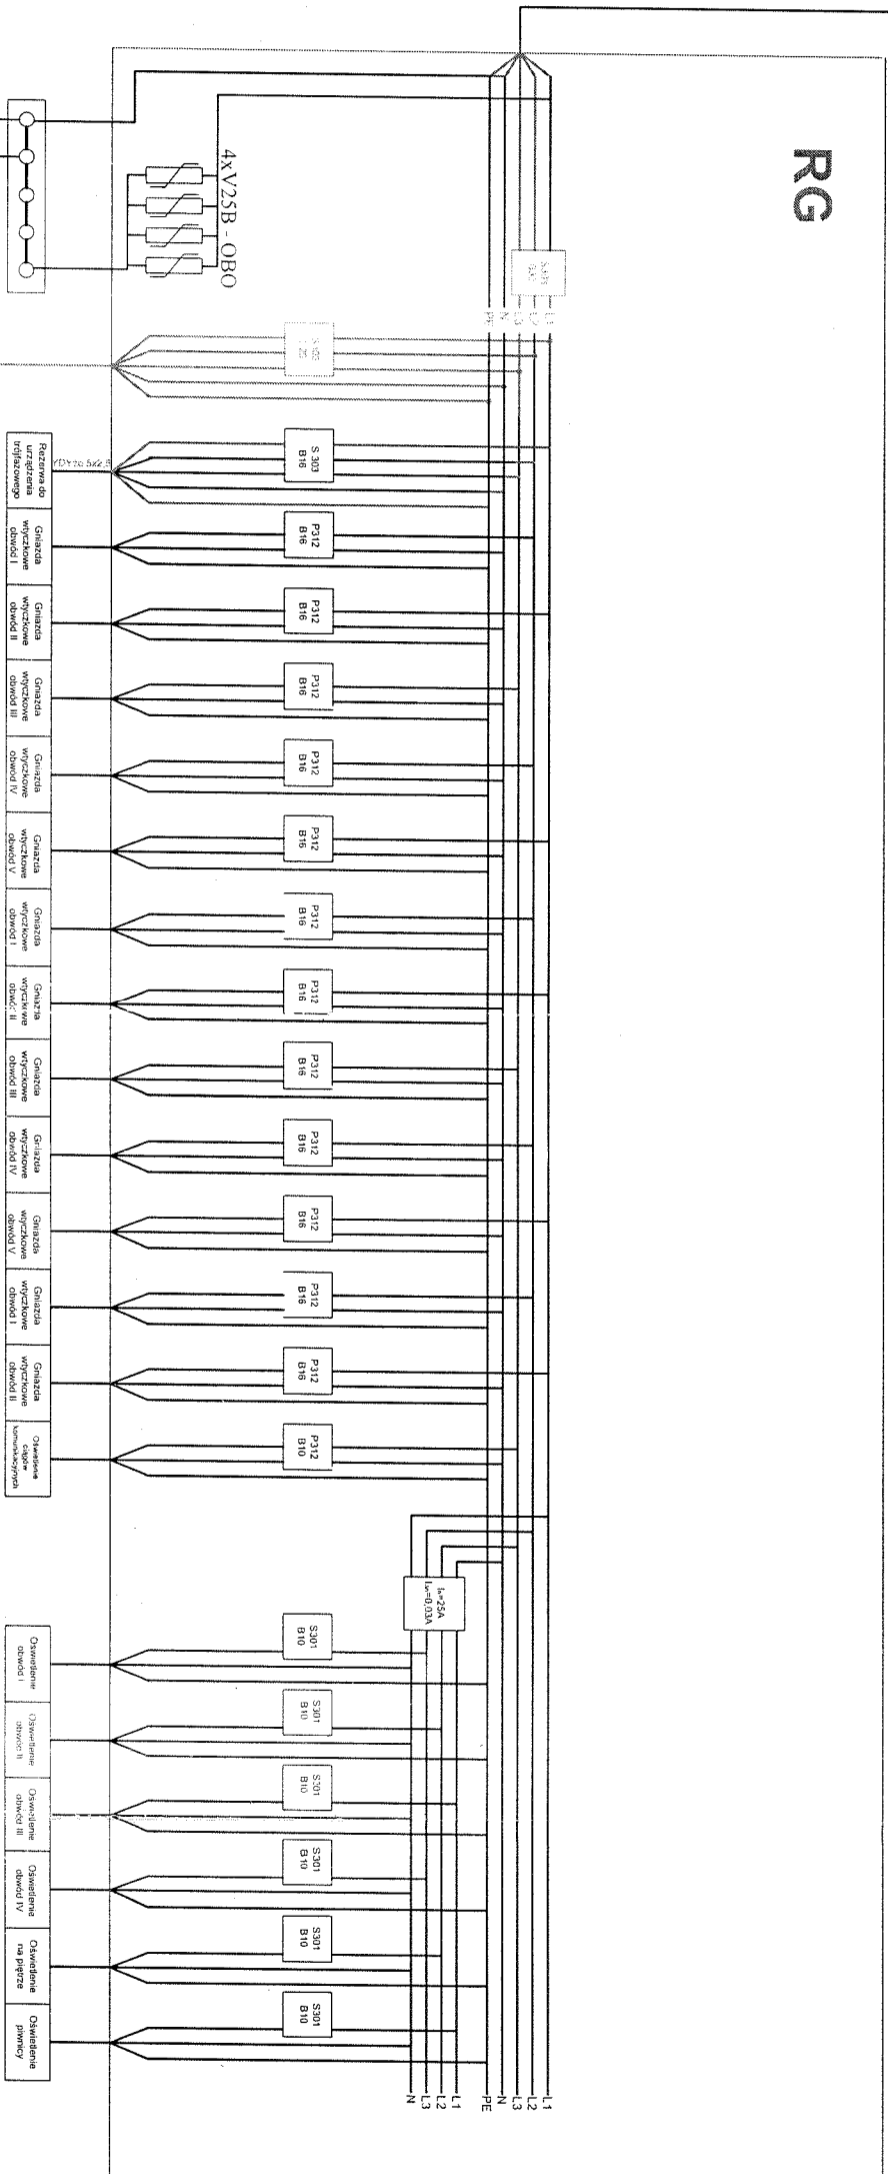 RG
4xV25B - OBO
N
PE
S 303
B16
YDYżo 5x2,5
Rezerwa do
urządzenia
trójfazowego
P312
B16
Gniazda
wtyczkowe
obwód I
P312
B16
Gniazda
wtyczkowe
obwód II
P312
B16
Gniazda
wtyczkowe
obwód III
P312
B16
Gniazda
wtyczkowe
obwód IV
P312
B16
Gniazda
wtyczkowe
obwód V
P312
B16
Gniazda
wtyczkowe
obwód I
P312
B16
Gniazda
wtyczkowe
obwód II
P312
B16
Gniazda
wtyczkowe
obwód III
P312
B16
Gniazda
wtyczkowe
obwód IV
P312
B16
Gniazda
wtyczkowe
obwód V
P312
B16
Gniazda
wtyczkowe
obwód I
P312
B16
Gniazda
wtyczkowe
obwód II
P312
B10
Oświetlenie
ciągów
komunikacyjnych
In=25A
=0,03A
S301
B10
Oświetlenie
obwód I
S301
B10
Oświetlenie
obwód II
S301
B10
Oświetlenie
obwód III
S301
B10
Oświetlenie
obwód IV
S301
B10
Oświetlenie
na piętrze
S301
B10
Oświetlenie
piwnicy
L1
L2
L3
N
PE
L1
L2
L3
N